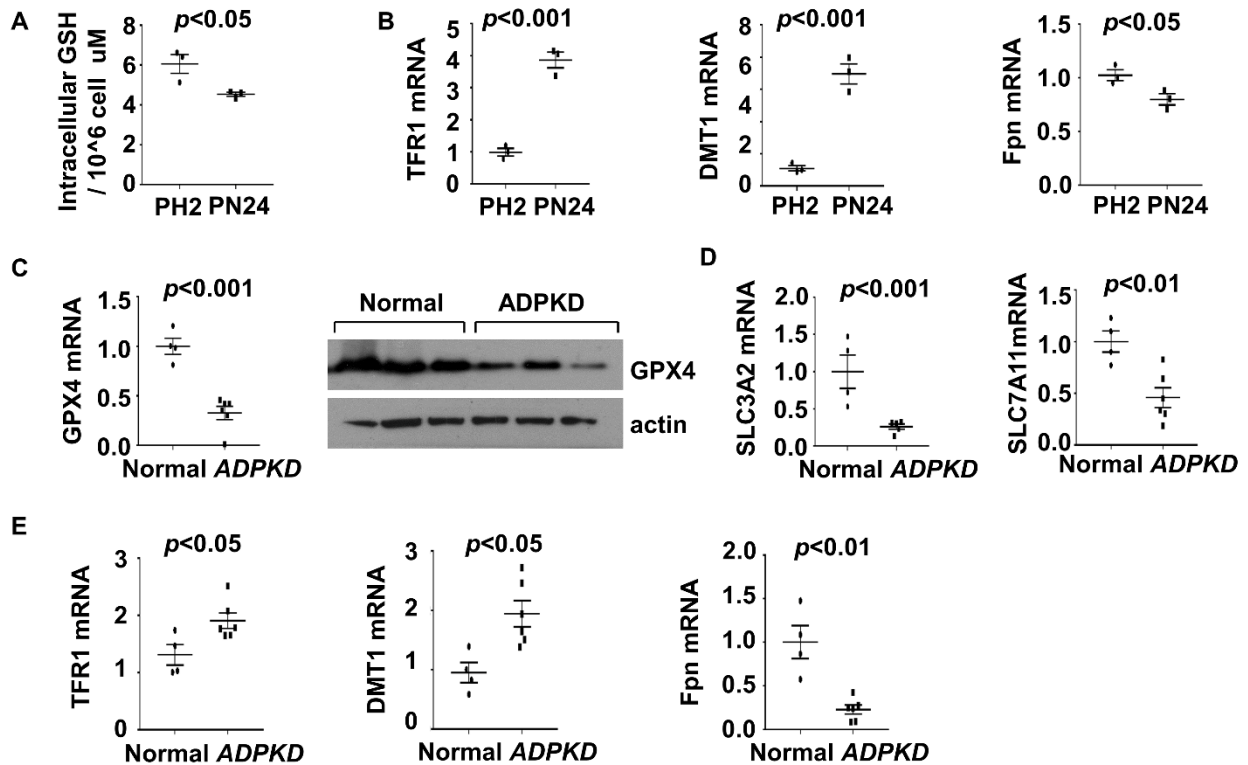 A
p<0.05
Intracellular GSH
/ 10^6 cell uM
8
6
4
2
0
PH2 PN24
B
p<0.001
TFR1 mRNA
5
4
3
2
1
0
PH2 PN24
p<0.001
DMT1 mRNA
8
6
4
2
0
PH2 PN24
p<0.05
Fpn mRNA
1.5
1.0
0.5
0.0
PH2 PN24
C
p<0.001
GPX4 mRNA
1.5
1.0
0.5
0.0
Normal ADPKD
Normal ADPKD
GPX4
actin
D
p<0.001
SLC3A2 mRNA
2.0
1.5
1.0
0.5
0.0
Normal ADPKD
p<0.01
SLC7A11mRNA
1.5
1.0
0.5
0.0
Normal ADPKD
E
p<0.05
TFR1 mRNA
3
2
1
0
Normal ADPKD
p<0.05
DMT1 mRNA
3
2
1
0
Normal ADPKD
p<0.01
Fpn mRNA
2.0
1.5
1.0
0.5
0.0
Normal ADPKD